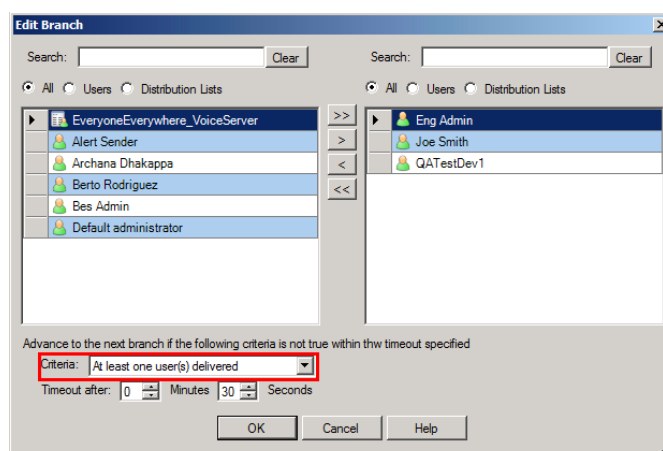 Edit Branch
Search: Clear Search: Clear
All Users Distribution Lists All Users Distribution Lists
EveryoneEverywhere_VoiceServer >> Eng Admin
Alert Sender > Joe Smith
Archana Dhakappa < QATestDev1
Berto Rodriguez <<
Bes Admin
Default administrator
Advance to the next branch if the following criteria is not true within thw timeout specified
Criteria: At least one user(s) delivered
Timeout after: 0 Minutes 30 Seconds
OK Cancel Help